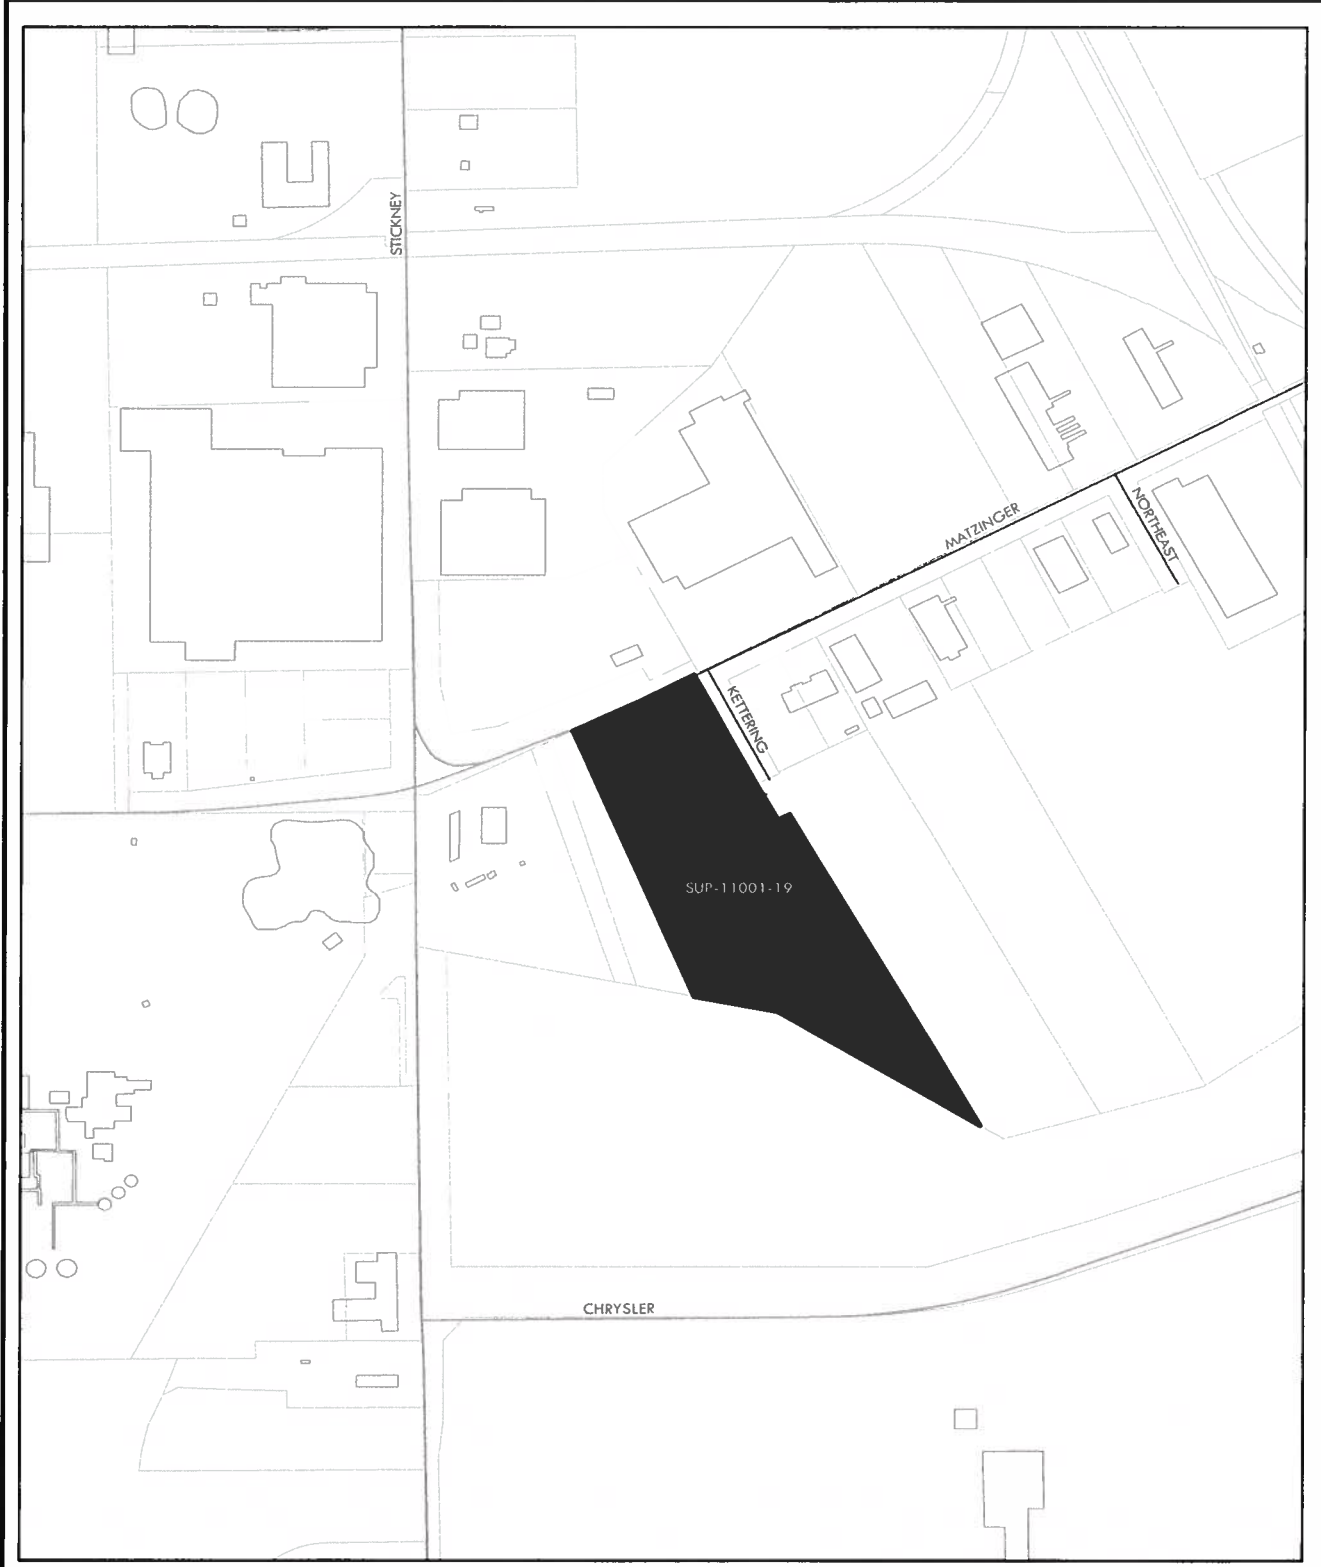 STICKNEY
MATZINGER
NORTHEAST
KETTERING
SUP-11001-19
CHRYSLER